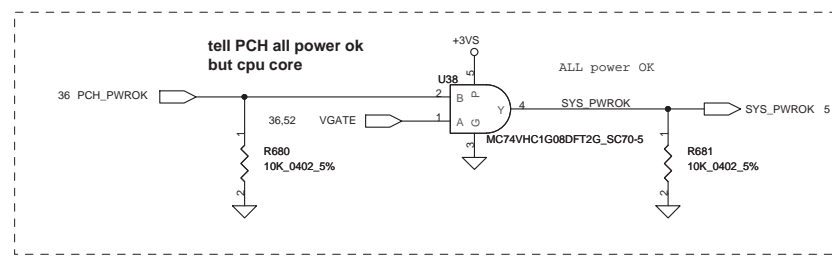 tell PCH all power ok
but cpu core
+3VS
ALL power OK
U38
5
36 PCH_PWROK
2
B
P
Y
4
SYS_PWROK
SYS_PWROK 5
36,52
VGATE
1
A
G
3
MC74VHC1G08DFT2G_SC70-5
1
R680
10K_0402_5%
2
1
R681
10K_0402_5%
2